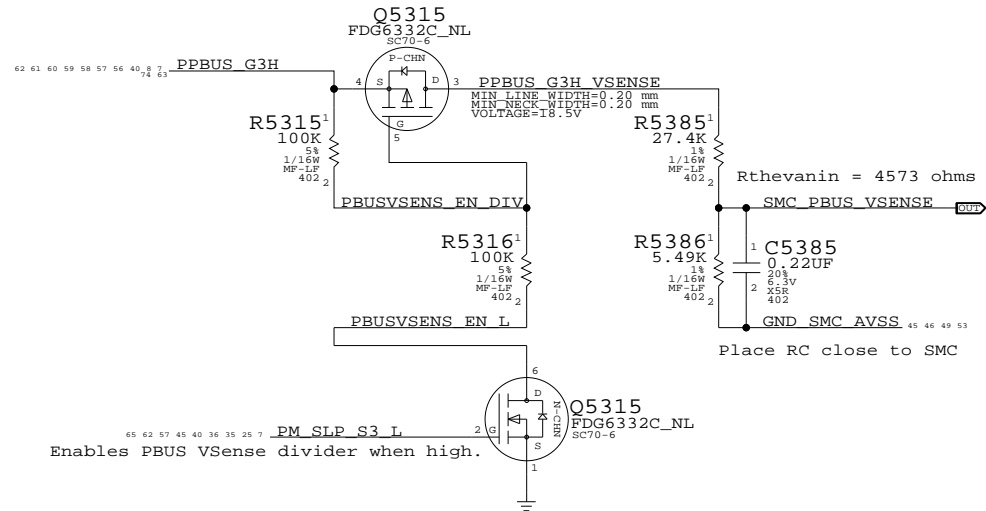 Q5315
FDG6332C_NL
SC70-6
P-CHN
62 61 60 59 58 57 56 40 8 7
74 63
PPBUS_G3H
4
S
D
3
G
5
PPBUS_G3H_VSENSE
MIN_LINE_WIDTH=0.20 mm
MIN_NECK_WIDTH=0.20 mm
VOLTAGE=18.5V
R5315
1
100K
5%
1/16W
MF-LF
402
2
R5385
1
27.4K
1%
1/16W
MF-LF
402
2
Rthevanin = 4573 ohms
PBUSVSENS_EN_DIV
SMC_PBUS_VSENSE
OUT
R5316
1
100K
5%
1/16W
MF-LF
402
2
R5386
1
5.49K
1%
1/16W
MF-LF
402
2
1
C5385
0.22UF
20%
6.3V
X5R
402
2
PBUSVSENS_EN_L
GND_SMC_AVSS
45 46 49 53
Place RC close to SMC
6
D
N-CHN
Q5315
FDG6332C_NL
SC70-6
65 62 57 45 40 36 35 25 7
PM_SLP_S3_L
2
G
S
1
Enables PBUS VSense divider when high.